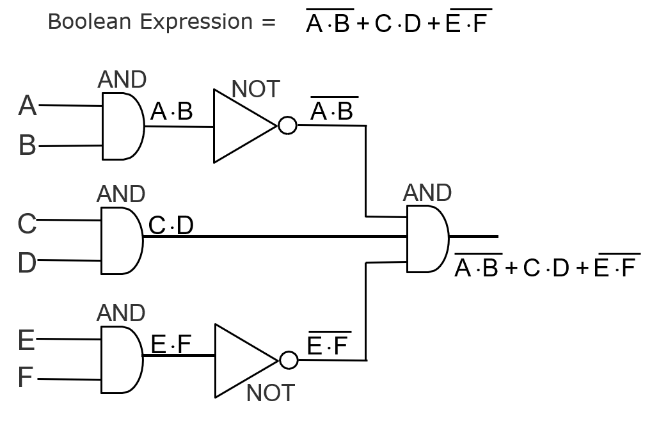 Boolean Expression = A̅·̅B̅ + C·D + E̅·̅F̅
AND
NOT
A
A·B
A̅·̅B̅
B
AND
AND
C
C·D
D
A̅·̅B̅ + C·D + E̅·̅F̅
AND
E
E·F
E̅·̅F̅
F
NOT